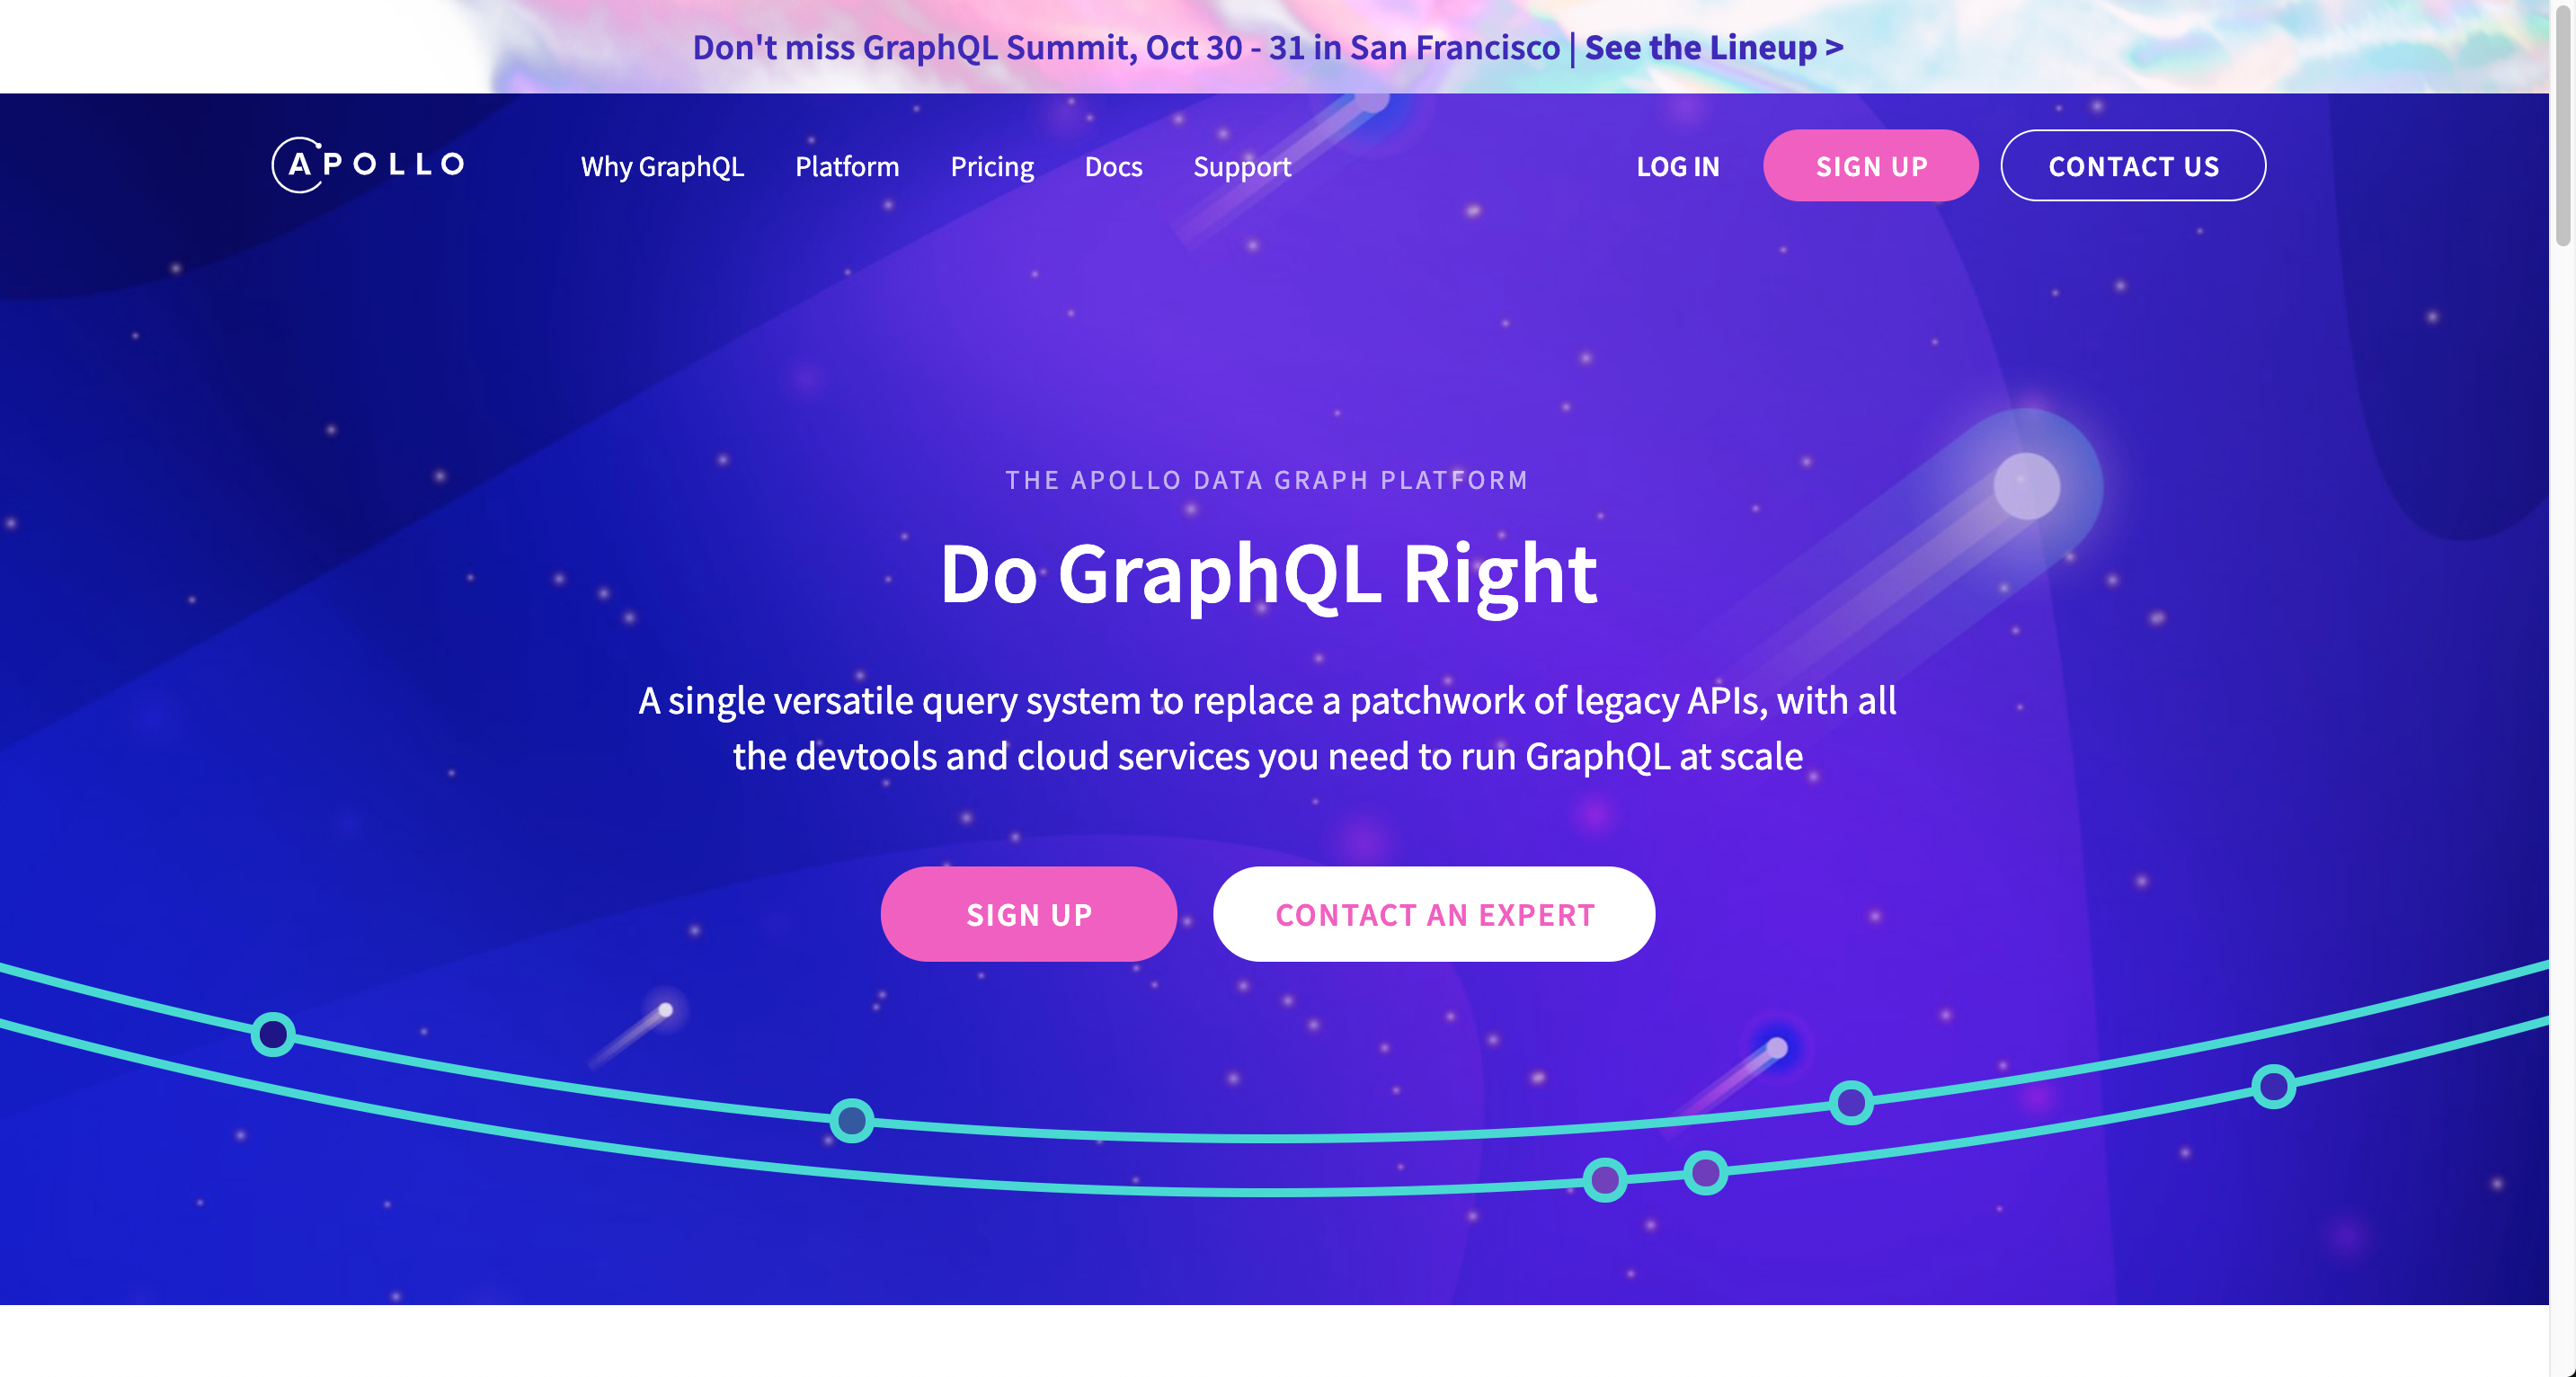 Don't miss GraphQL Summit, Oct 30 - 31 in San Francisco | See the Lineup >
APOLLO
Why GraphQL
Platform
Pricing
Docs
Support
LOG IN
SIGN UP
CONTACT US
THE APOLLO DATA GRAPH PLATFORM
Do GraphQL Right
A single versatile query system to replace a patchwork of legacy APIs, with all
the devtools and cloud services you need to run GraphQL at scale
SIGN UP
CONTACT AN EXPERT